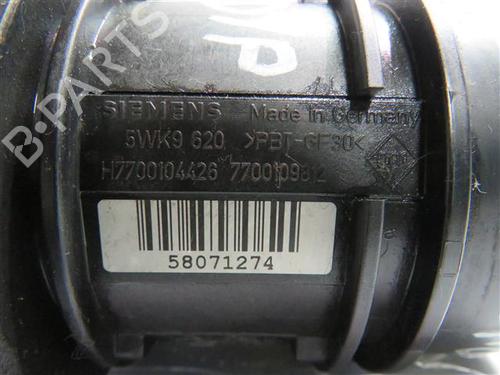 B-PARTS
SIEMENS Made in Germany
5WK9 620 >PBT-GF30<
H7700104426 7700109812
58071274